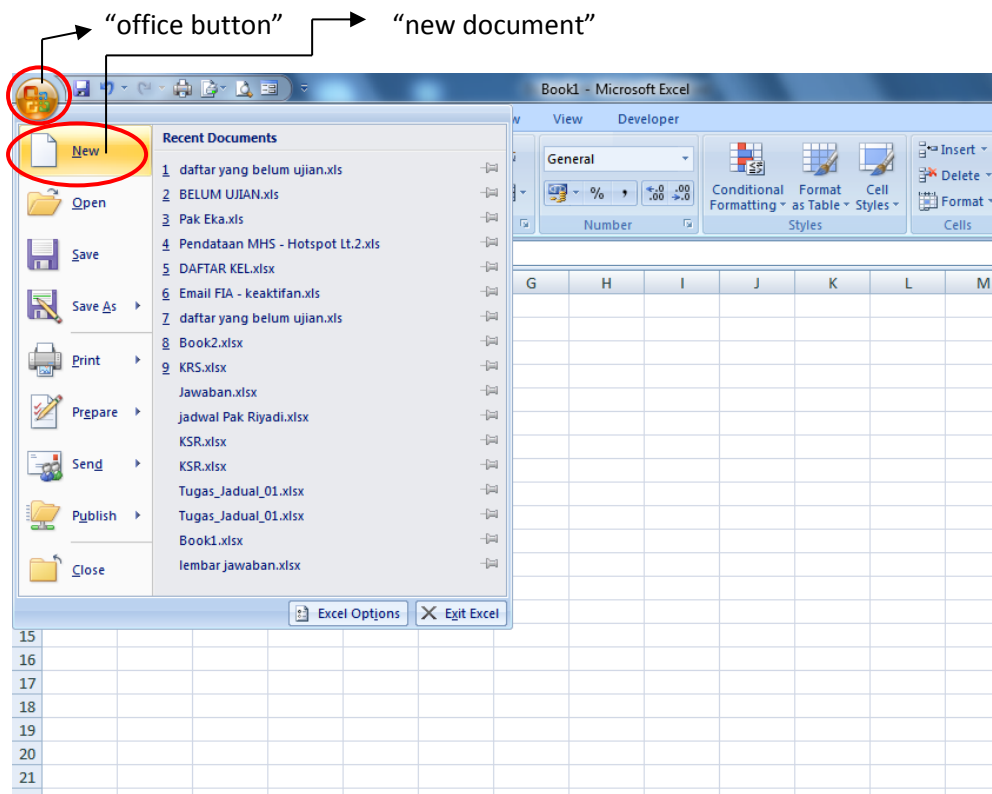 “office button” “new document”
Book1 - Microsoft Excel
w View Developer
New
Open
Save
Save As
Print
Prepare
Send
Publish
Close
Recent Documents
1 daftar yang belum ujian.xls
2 BELUM UJIAN.xls
3 Pak Eka.xls
4 Pendataan MHS - Hotspot Lt.2.xls
5 DAFTAR KEL.xlsx
6 Email FIA - keaktifan.xls
7 daftar yang belum ujian.xls
8 Book2.xlsx
9 KRS.xlsx
Jawaban.xlsx
jadwal Pak Riyadi.xlsx
KSR.xlsx
KSR.xlsx
Tugas_Jadual_01.xlsx
Tugas_Jadual_01.xlsx
Book1.xlsx
lembar jawaban.xlsx
Excel Options Exit Excel
General
% , .00 .00
Number
Conditional Formatting
Format as Table
Cell Styles
Styles
Insert
Delete
Format
Cells
G H I J K L M
15
16
17
18
19
20
21